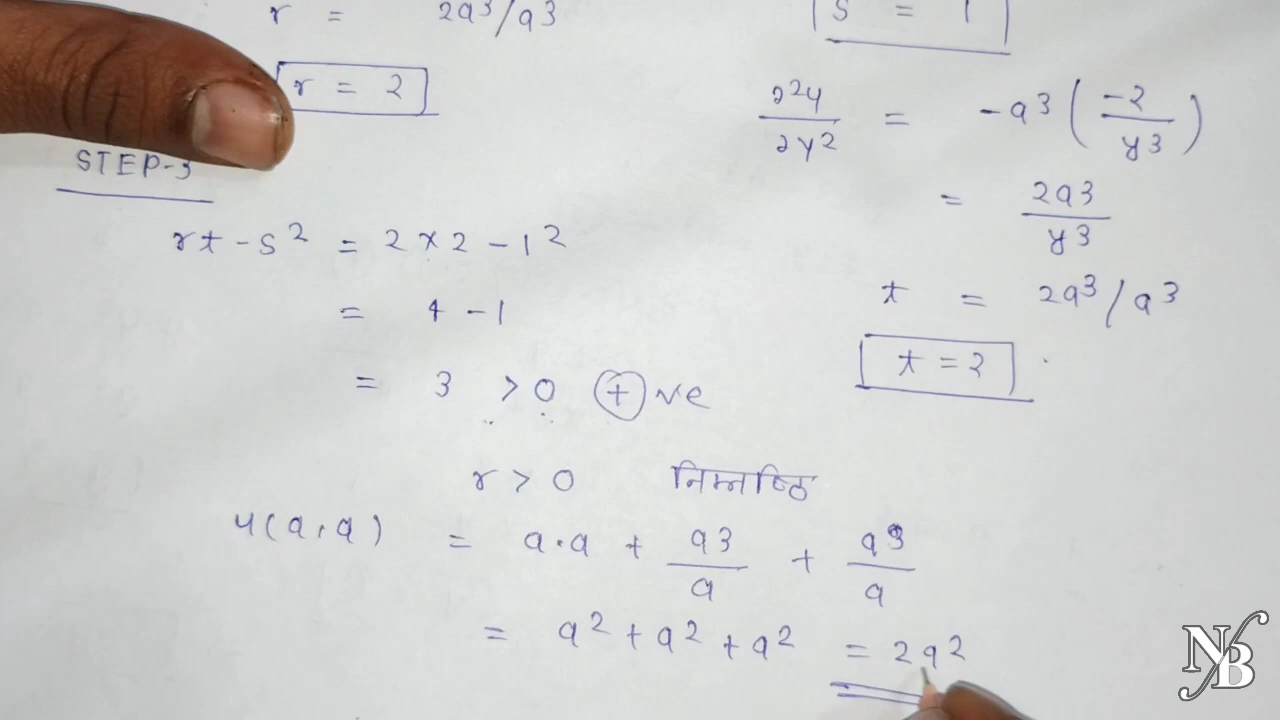 r = 2a³/a³
s = 1
r = 2
∂²u/∂y² = -a³(-2/y³)
STEP-3
= 2a³/y³
rt - s² = 2 × 2 - 1²
t = 2a³/a³
= 4 - 1
t = 2
= 3 > 0 (+)ve
r > 0 निम्नष्ठि
u(a, a) = a·a + a³/a + a³/a
= a² + a² + a² = 2a²
NB